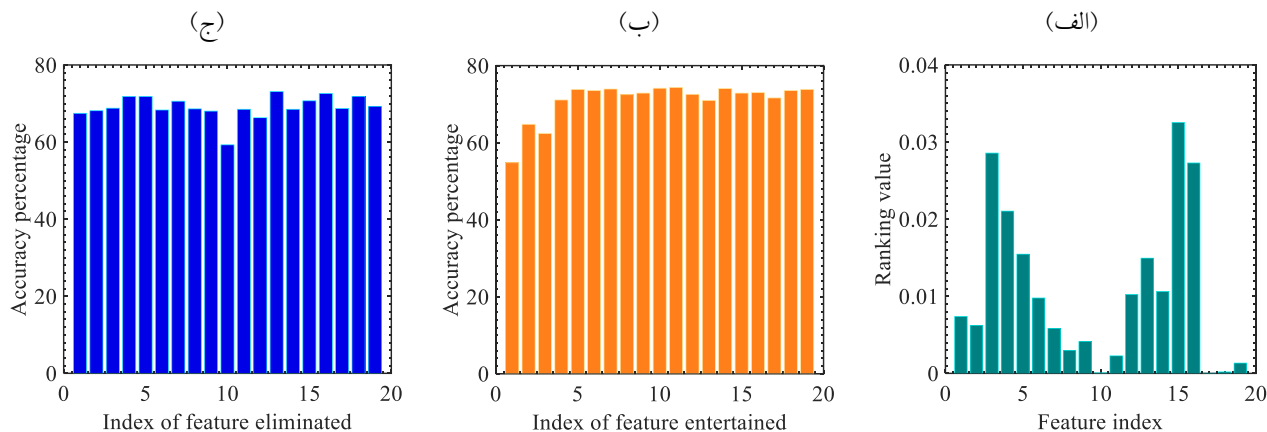 (ج)
80
60
40
20
0
Accuracy percentage
0 5 10 15 20
Index of feature eliminated
(ب)
80
60
40
20
0
Accuracy percentage
0 5 10 15 20
Index of feature entertained
(الف)
0.04
0.03
0.02
0.01
0
Ranking value
0 5 10 15 20
Feature index